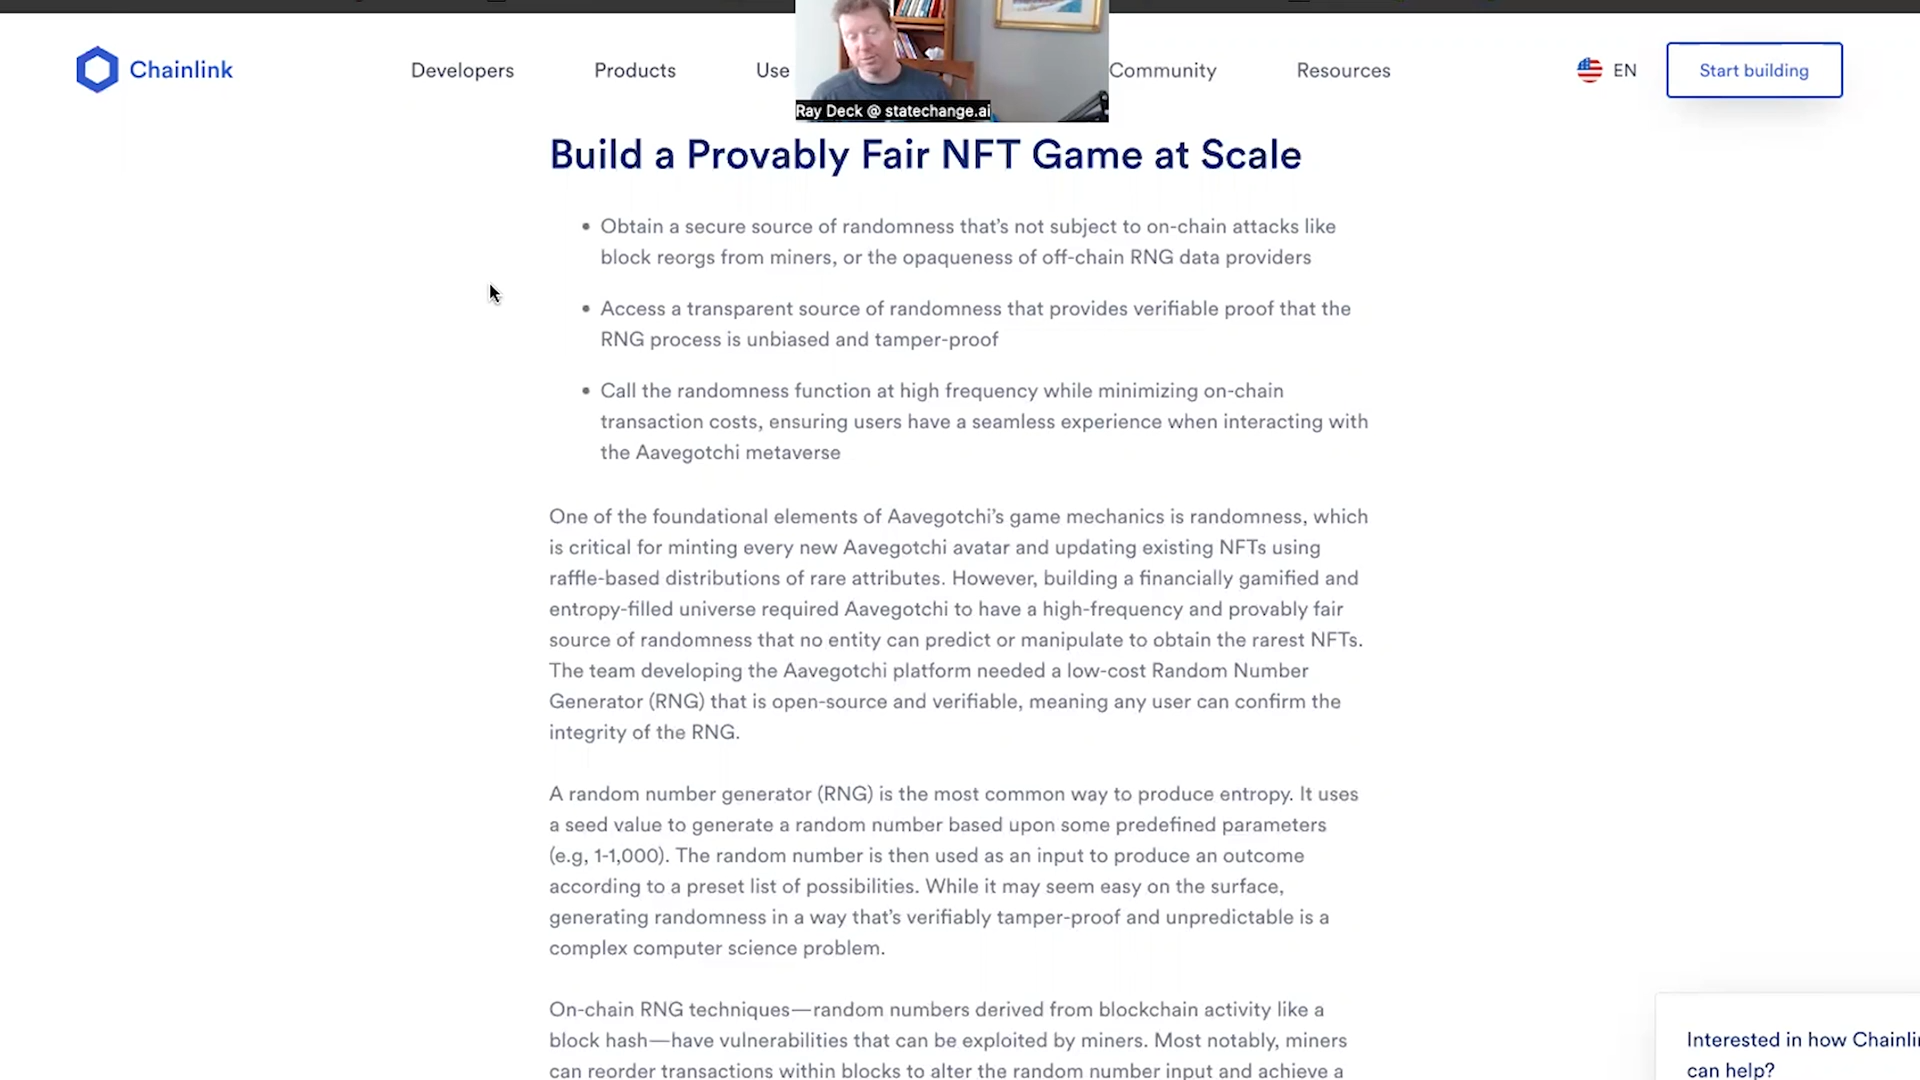 Chainlink
Developers
Products
Use
Community
Resources
EN
Start building
Ray Deck @ statechange.ai
Build a Provably Fair NFT Game at Scale
• Obtain a secure source of randomness that’s not subject to on-chain attacks like
block reorgs from miners, or the opaqueness of off-chain RNG data providers
• Access a transparent source of randomness that provides verifiable proof that the
RNG process is unbiased and tamper-proof
• Call the randomness function at high frequency while minimizing on-chain
transaction costs, ensuring users have a seamless experience when interacting with
the Aavegotchi metaverse
One of the foundational elements of Aavegotchi’s game mechanics is randomness, which
is critical for minting every new Aavegotchi avatar and updating existing NFTs using
raffle-based distributions of rare attributes. However, building a financially gamified and
entropy-filled universe required Aavegotchi to have a high-frequency and provably fair
source of randomness that no entity can predict or manipulate to obtain the rarest NFTs.
The team developing the Aavegotchi platform needed a low-cost Random Number
Generator (RNG) that is open-source and verifiable, meaning any user can confirm the
integrity of the RNG.
A random number generator (RNG) is the most common way to produce entropy. It uses
a seed value to generate a random number based upon some predefined parameters
(e.g, 1-1,000). The random number is then used as an input to produce an outcome
according to a preset list of possibilities. While it may seem easy on the surface,
generating randomness in a way that’s verifiably tamper-proof and unpredictable is a
complex computer science problem.
On-chain RNG techniques—random numbers derived from blockchain activity like a
block hash—have vulnerabilities that can be exploited by miners. Most notably, miners
can reorder transactions within blocks to alter the random number input and achieve a
Interested in how Chainli
can help?